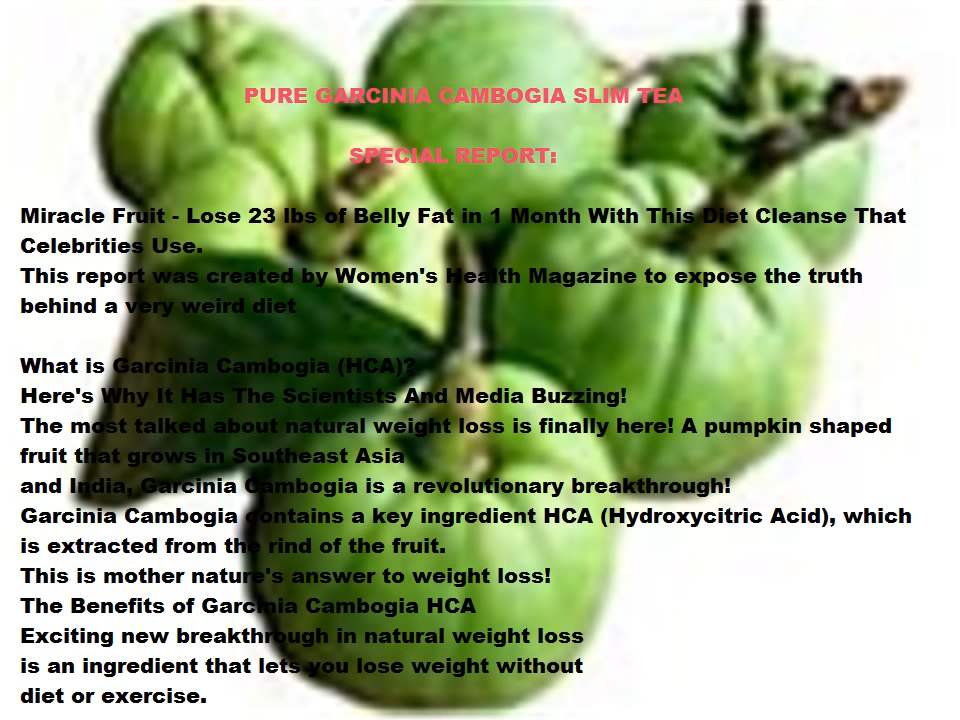 PURE GARCINIA CAMBOGIA SLIM TEA
SPECIAL REPORT:
Miracle Fruit - Lose 23 lbs of Belly Fat in 1 Month With This Diet Cleanse That
Celebrities Use.
This report was created by Women's Health Magazine to expose the truth
behind a very weird diet
What is Garcinia Cambogia (HCA)?
Here's Why It Has The Scientists And Media Buzzing!
The most talked about natural weight loss is finally here! A pumpkin shaped
fruit that grows in Southeast Asia
and India, Garcinia Cambogia is a revolutionary breakthrough!
Garcinia Cambogia contains a key ingredient HCA (Hydroxycitric Acid), which
is extracted from the rind of the fruit.
This is mother nature's answer to weight loss!
The Benefits of Garcinia Cambogia HCA
Exciting new breakthrough in natural weight loss
is an ingredient that lets you lose weight without
diet or exercise.